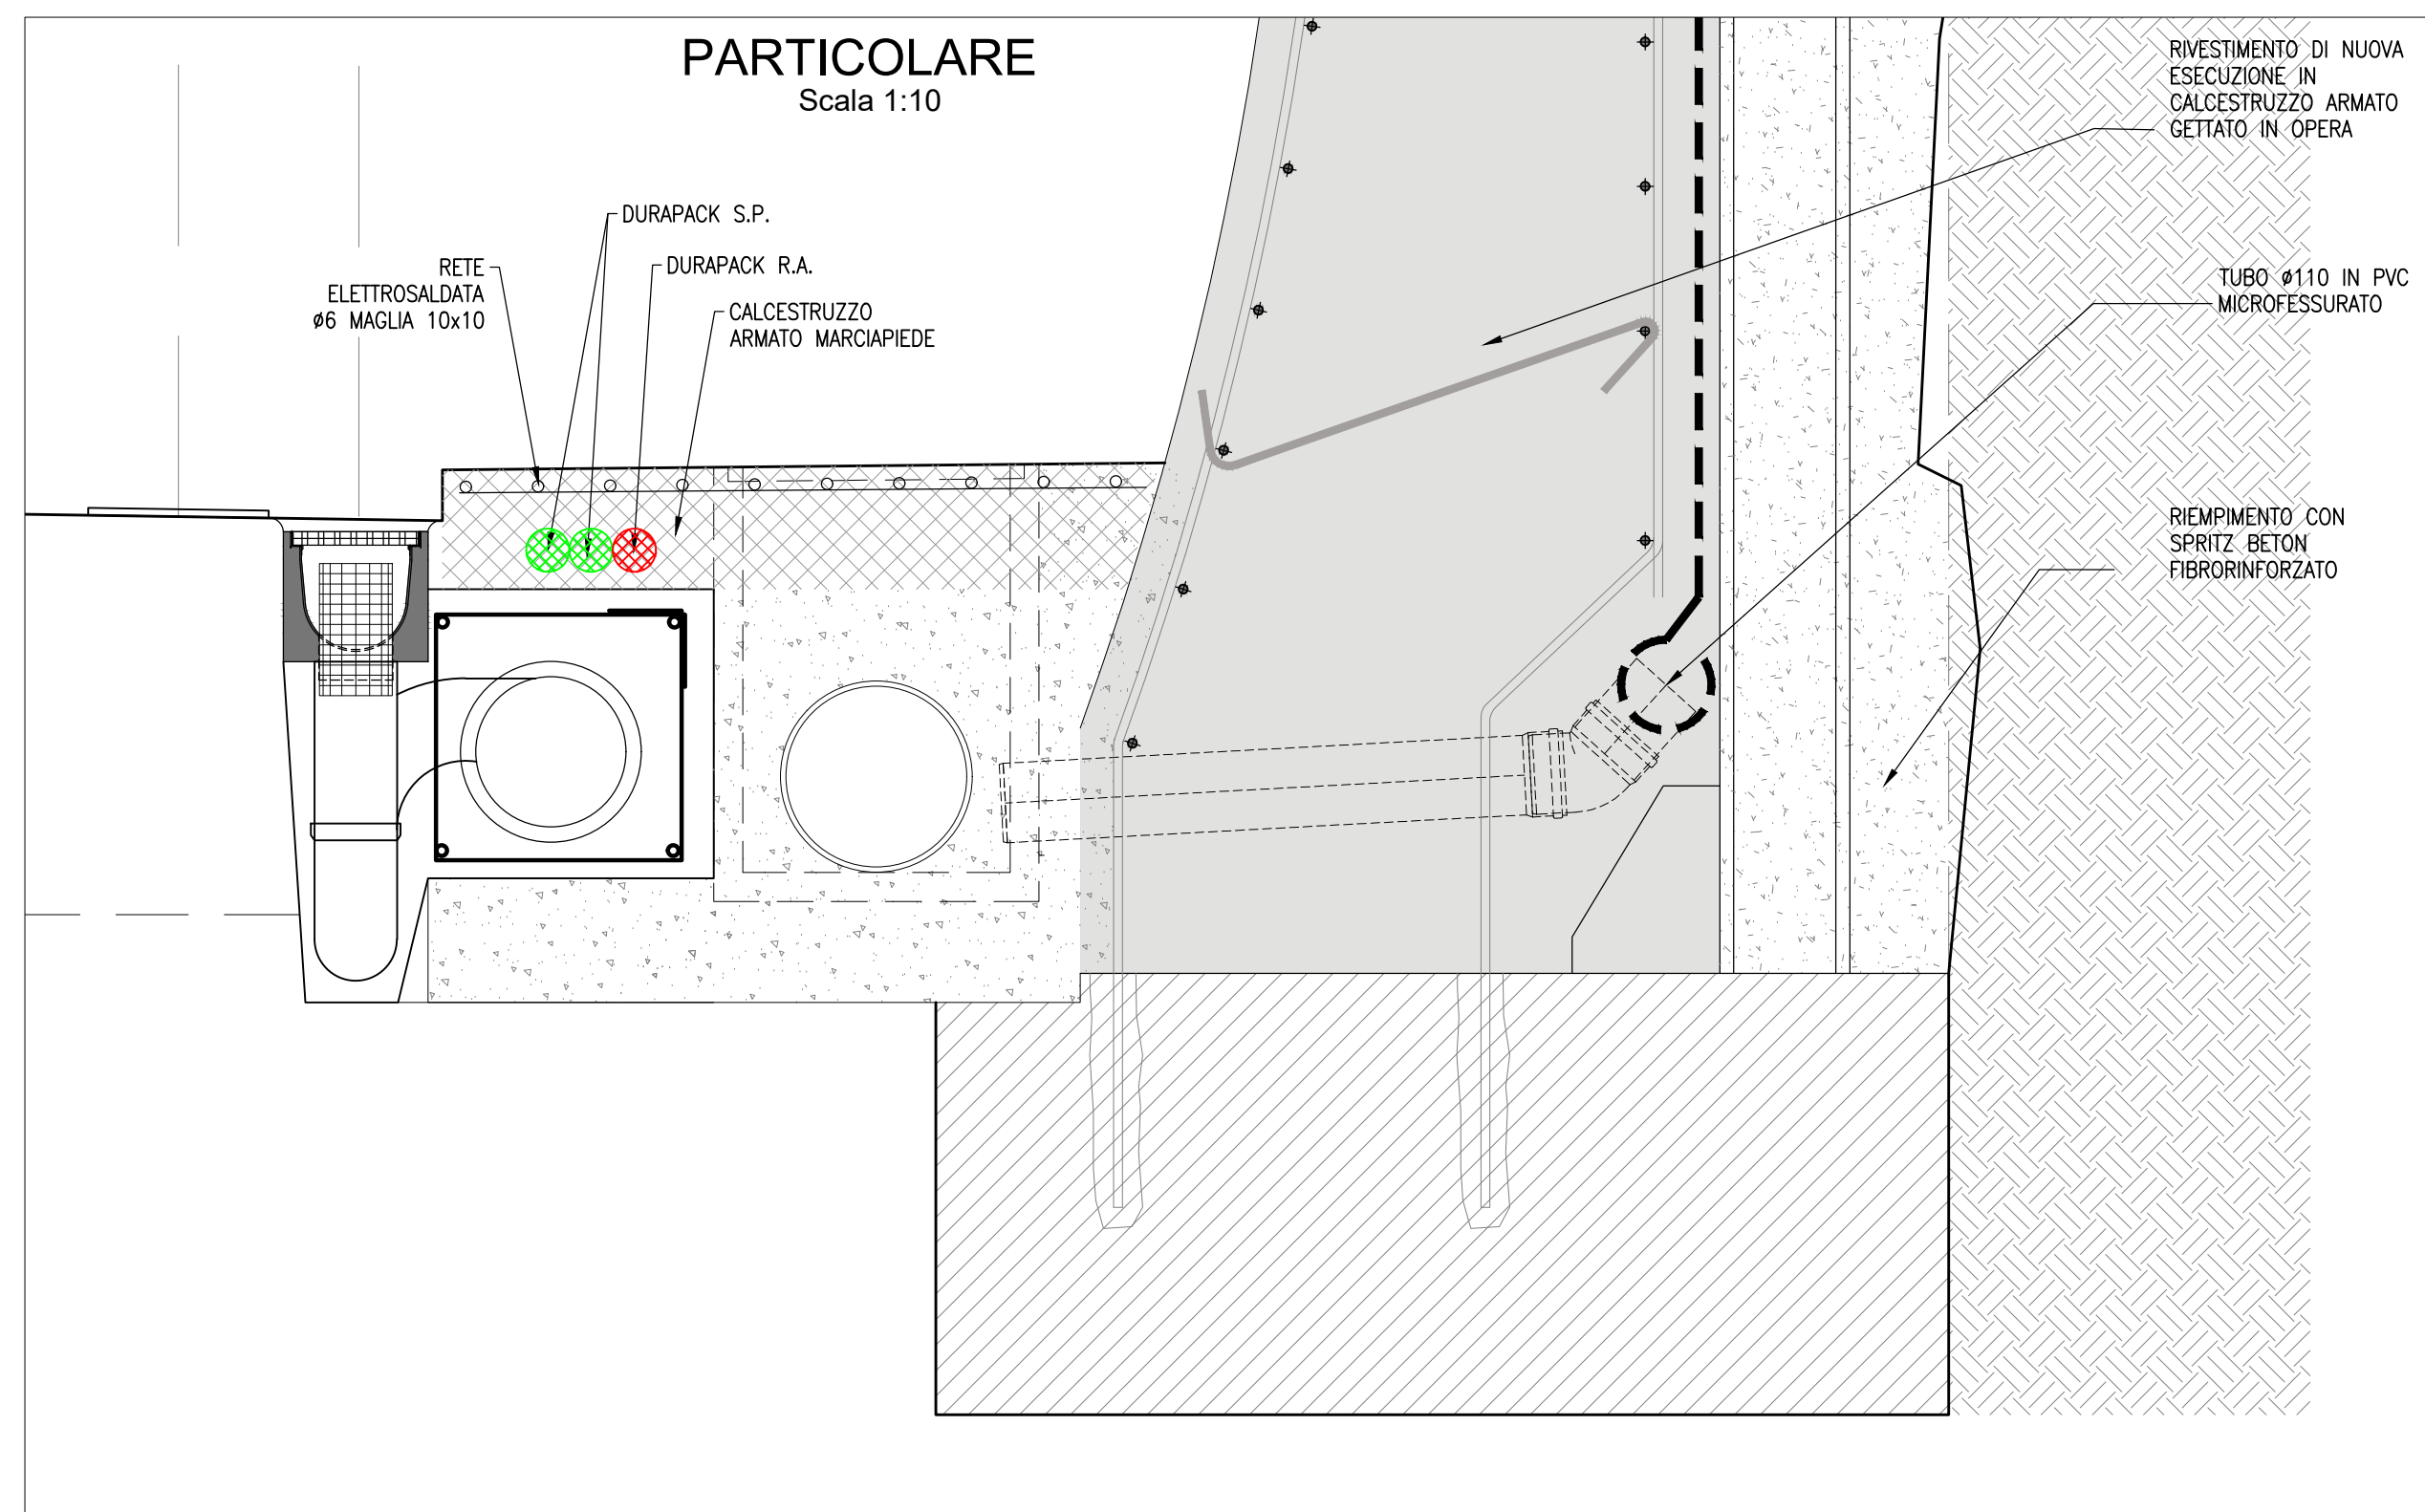 PARTICOLARE
Scala 1:10
RIVESTIMENTO DI NUOVA
ESECUZIONE IN
CALCESTRUZZO ARMATO
GETTATO IN OPERA
DURAPACK S.P.
RETE
ELETTROSALDATA
ø6 MAGLIA 10x10
DURAPACK R.A.
CALCESTRUZZO
ARMATO MARCIAPIEDE
TUBO ø110 IN PVC
MICROFESSURATO
RIEMPIMENTO CON
SPRITZ BETON
FIBRORINFORZATO